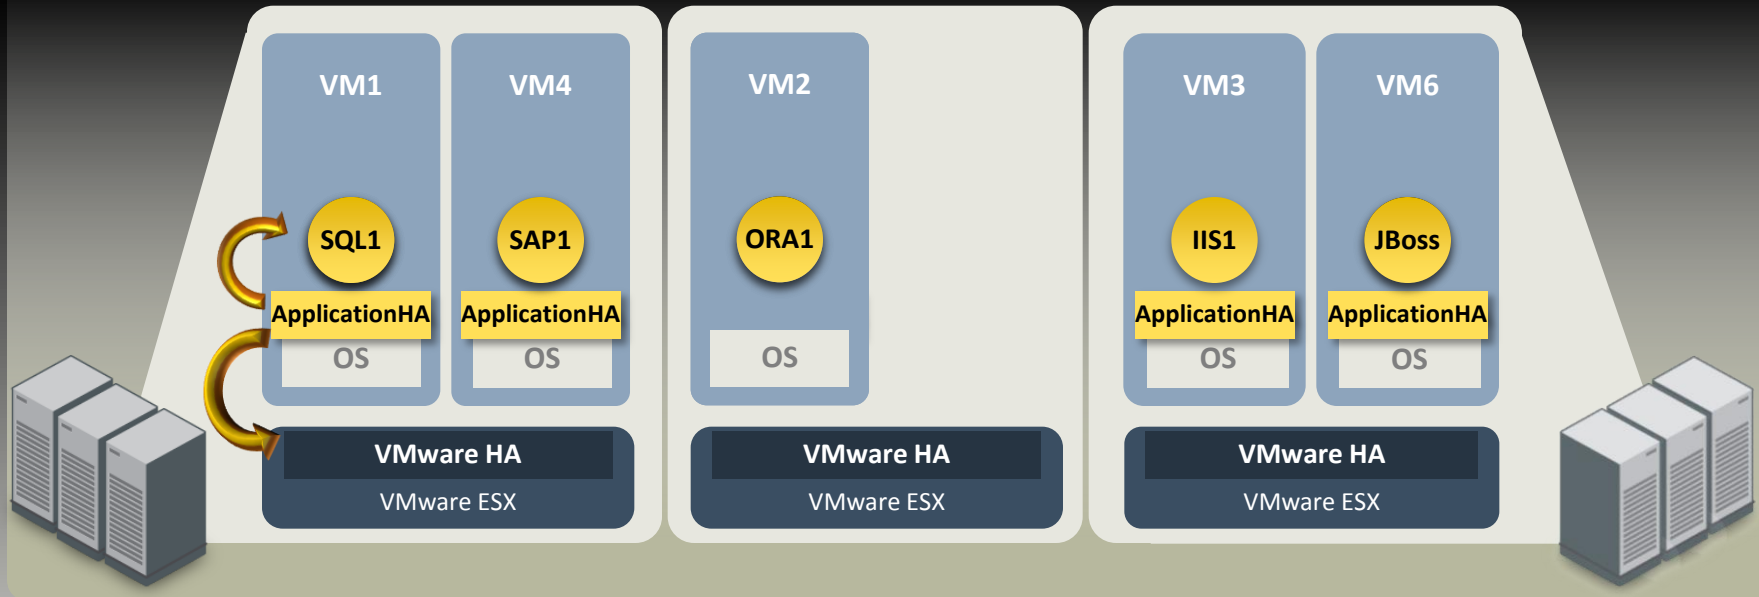 VM1
VM4
VM2
VM3
VM6
SQL1
SAP1
ORA1
IIS1
JBoss
ApplicationHA
ApplicationHA
ApplicationHA
ApplicationHA
OS
OS
OS
OS
OS
VMware HA
VMware HA
VMware HA
VMware ESX
VMware ESX
VMware ESX